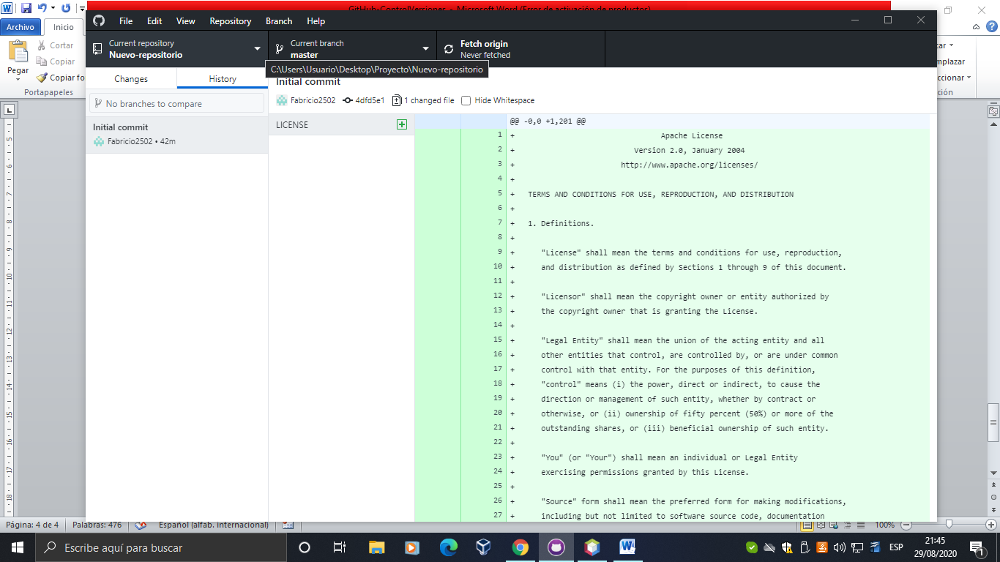 GitHub-ControlVersiones - Microsoft Word (Error de activación de productos)
Archivo
Inicio
Cortar
Copiar
Copiar fo
Pegar
Portapapeles
File Edit View Repository Branch Help
Current repository
Nuevo-repositorio
Current branch
master
Fetch origin
Never fetched
C:\Users\Usuario\Desktop\Proyecto\Nuevo-repositorio
Changes
History
No branches to compare
Initial commit
Fabricio2502 • 42m
Initial commit
Fabricio2502 4dfd5e1 1 changed file Hide Whitespace
LICENSE
@@ -0,0 +1,201 @@
1 + Apache License
2 + Version 2.0, January 2004
3 + http://www.apache.org/licenses/
4 +
5 + TERMS AND CONDITIONS FOR USE, REPRODUCTION, AND DISTRIBUTION
6 +
7 + 1. Definitions.
8 +
9 + "License" shall mean the terms and conditions for use, reproduction,
10 + and distribution as defined by Sections 1 through 9 of this document.
11 +
12 + "Licensor" shall mean the copyright owner or entity authorized by
13 + the copyright owner that is granting the License.
14 +
15 + "Legal Entity" shall mean the union of the acting entity and all
16 + other entities that control, are controlled by, or are under common
17 + control with that entity. For the purposes of this definition,
18 + "control" means (i) the power, direct or indirect, to cause the
19 + direction or management of such entity, whether by contract or
20 + otherwise, or (ii) ownership of fifty percent (50%) or more of the
21 + outstanding shares, or (iii) beneficial ownership of such entity.
22 +
23 + "You" (or "Your") shall mean an individual or Legal Entity
24 + exercising permissions granted by this License.
25 +
26 + "Source" form shall mean the preferred form for making modifications,
27 + including but not limited to software source code, documentation
ar
mplazar
ccionar
ción
Página: 4 de 4 Palabras: 476 Español (alfab. internacional) 100%
Escribe aquí para buscar
ESP
21:45
29/08/2020
1